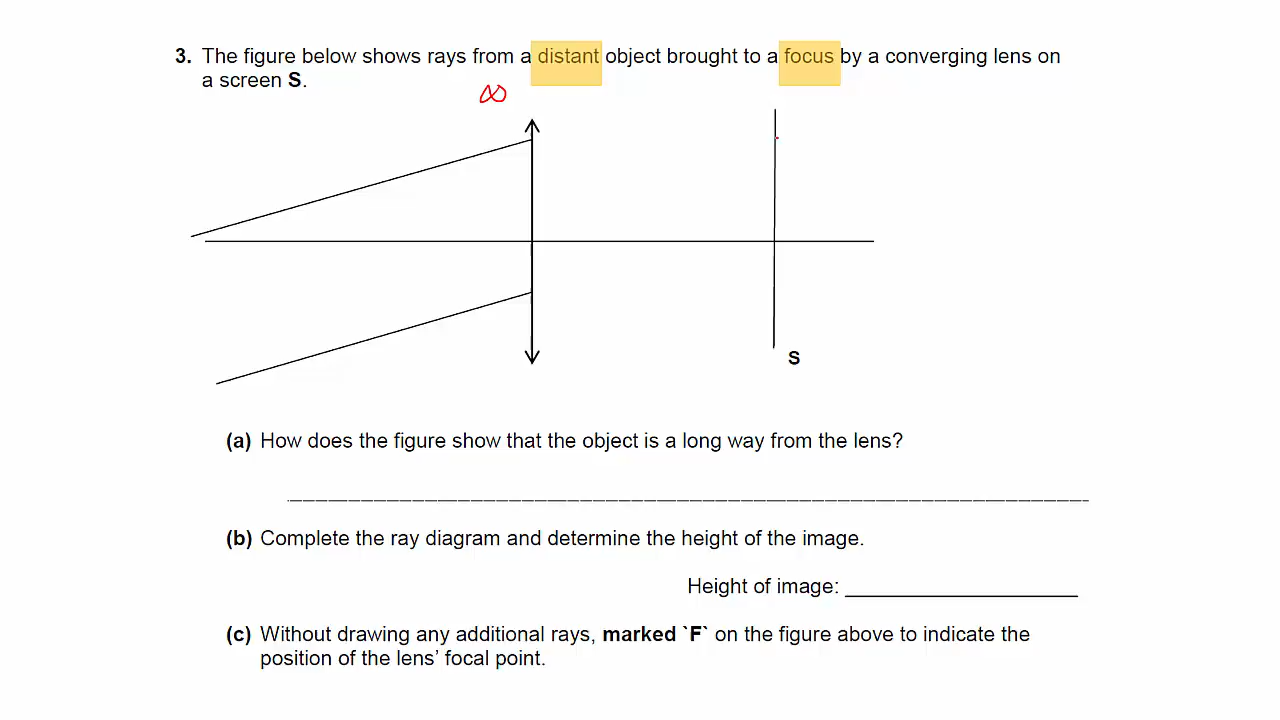 3. The figure below shows rays from a distant object brought to a focus by a converging lens on
a screen S.
∞
S
(a) How does the figure show that the object is a long way from the lens?
(b) Complete the ray diagram and determine the height of the image.
Height of image:
(c) Without drawing any additional rays, marked `F` on the figure above to indicate the
position of the lens’ focal point.